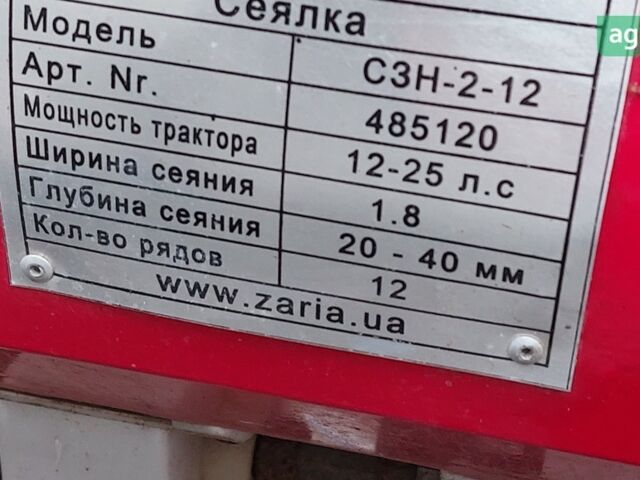 Сеялка
Модель СЗН-2-12
Арт. Nr. 485120
Мощность трактора 12-25 л.с
Ширина сеяния 1.8
Глубина сеяния 20 - 40 мм
Кол-во рядов 12
www.zaria.ua
ag